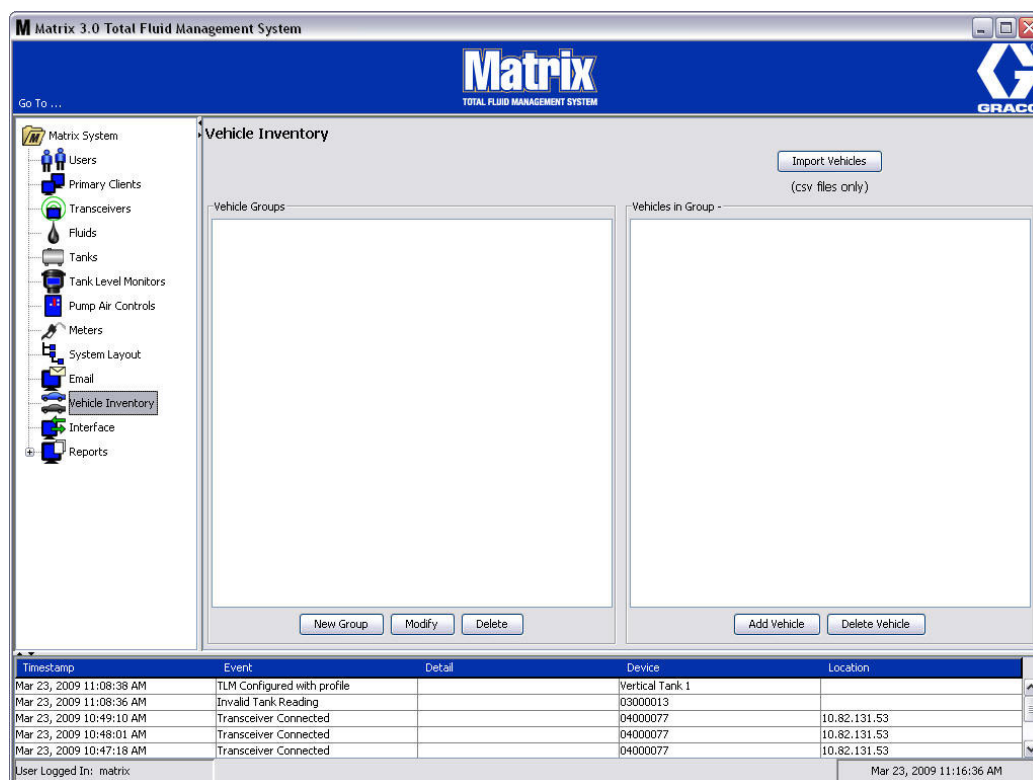 M Matrix 3.0 Total Fluid Management System
Matrix
TOTAL FLUID MANAGEMENT SYSTEM
Go To ...
GRACO
Matrix System
Users
Primary Clients
Transceivers
Fluids
Tanks
Tank Level Monitors
Pump Air Controls
Meters
System Layout
Email
Vehicle Inventory
Interface
Reports
Vehicle Inventory
Import Vehicles
(csv files only)
Vehicle Groups
Vehicles in Group -
New Group Modify Delete
Add Vehicle Delete Vehicle
Timestamp Event Detail Device Location
Mar 23, 2009 11:08:38 AM TLM Configured with profile Vertical Tank 1
Mar 23, 2009 11:08:36 AM Invalid Tank Reading 03000013
Mar 23, 2009 10:49:10 AM Transceiver Connected 04000077 10.82.131.53
Mar 23, 2009 10:48:01 AM Transceiver Connected 04000077 10.82.131.53
Mar 23, 2009 10:47:18 AM Transceiver Connected 04000077 10.82.131.53
User Logged In: matrix Mar 23, 2009 11:16:36 AM